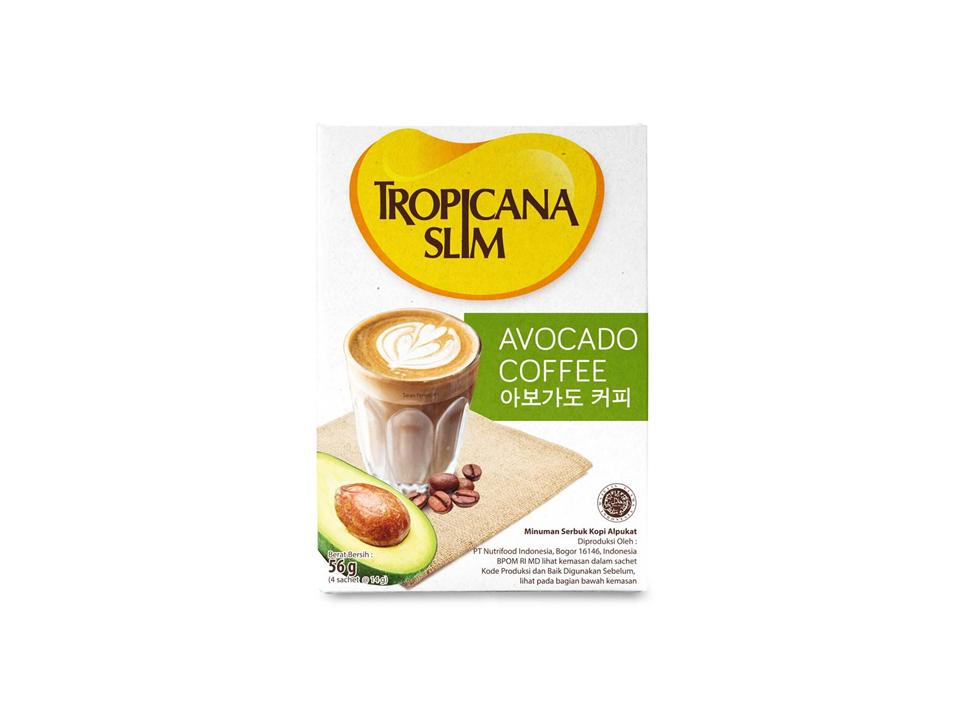 TROPICANA
SLIM
AVOCADO
COFFEE
아보가도 커피
Minuman Serbuk Kopi Alpukat
Diproduksi Oleh :
PT Nutrifood Indonesia, Bogor 16146, Indonesia
BPOM RI MD lihat kemasan dalam sachet
Kode Produksi dan Baik Digunakan Sebelum,
lihat pada bagian bawah kemasan
Berat Bersih :
56 g
(4 sachet @ 14 g)